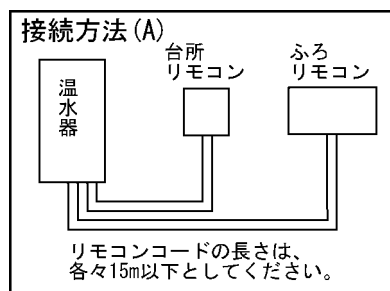 接続方法(A)
台所
リモコン
ふろ
リモコン
温水器
リモコンコードの長さは、
各々15m以下としてください。